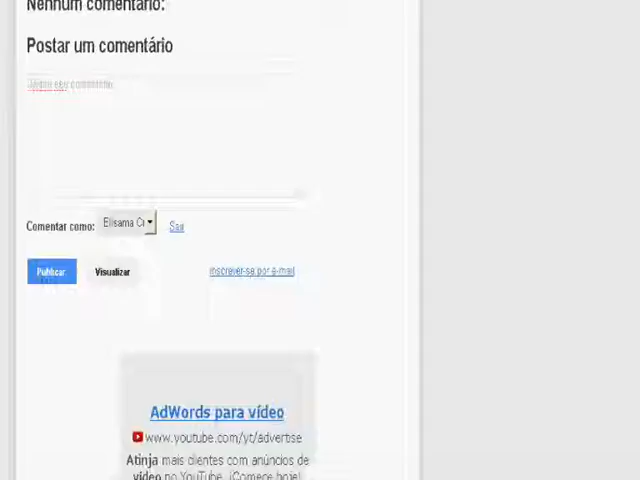 Nenhum comentário:
Postar um comentário
Comentar como: Elisama C Sair
Publicar Visualizar Inscrever-se por e-mail
AdWords para vídeo
www.youtube.com/yt/advertise
Atinja mais clientes com anúncios de
vídeo no YouTube. ¡Comece hoje!